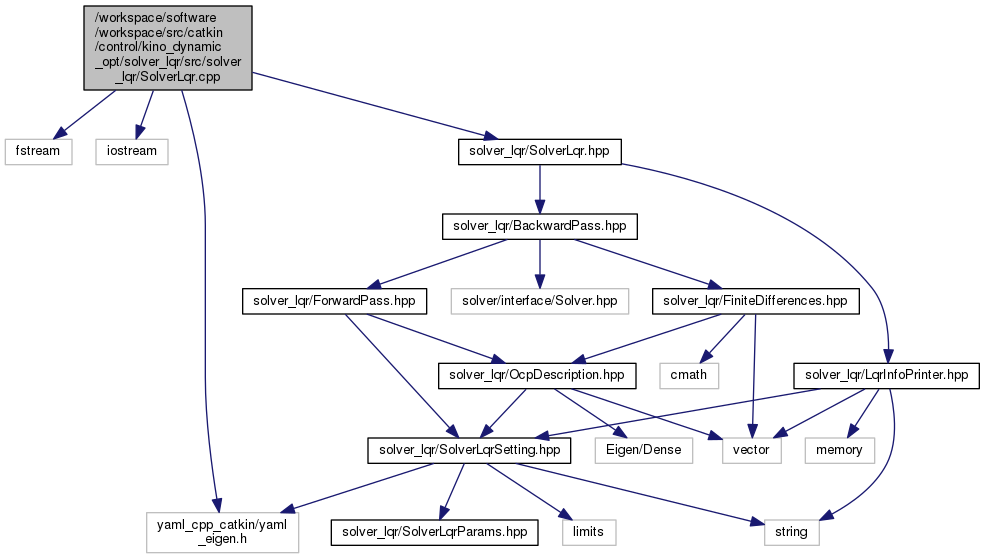 /workspace/software
/workspace/src/catkin
/control/kino_dynamic
_opt/solver_lqr/src/solver
_lqr/SolverLqr.cpp
fstream
iostream
solver_lqr/SolverLqr.hpp
solver_lqr/BackwardPass.hpp
solver_lqr/ForwardPass.hpp
solver/interface/Solver.hpp
solver_lqr/FiniteDifferences.hpp
solver_lqr/OcpDescription.hpp
cmath
solver_lqr/LqrInfoPrinter.hpp
solver_lqr/SolverLqrSetting.hpp
Eigen/Dense
vector
memory
yaml_cpp_catkin/yaml
_eigen.h
solver_lqr/SolverLqrParams.hpp
limits
string